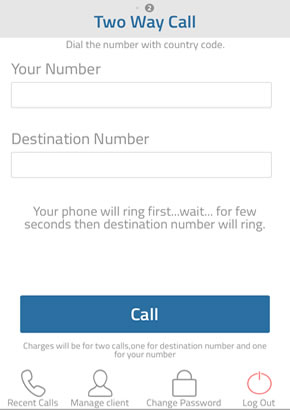 2
Two Way Call
Dial the number with country code.
Your Number
Destination Number
Your phone will ring first...wait... for few
seconds then destination number will ring.
Call
Charges will be for two calls,one for destination number and one
for your number
Recent Calls Manage client Change Password Log Out